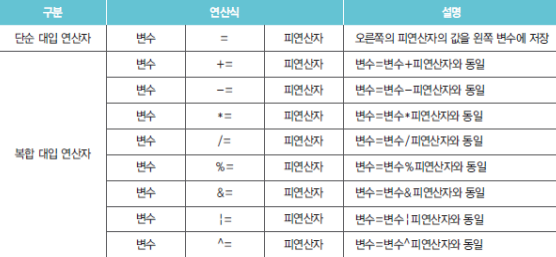 구분 연산식 설명
단순 대입 연산자 변수 = 피연산자 오른쪽의 피연산자의 값을 왼쪽 변수에 저장
변수 += 피연산자 변수=변수+피연산자와 동일
변수 -= 피연산자 변수=변수-피연산자와 동일
변수 *= 피연산자 변수=변수*피연산자와 동일
변수 /= 피연산자 변수=변수/피연산자와 동일
복합 대입 연산자
변수 %= 피연산자 변수=변수%피연산자와 동일
변수 &= 피연산자 변수=변수&피연산자와 동일
변수 ¦= 피연산자 변수=변수¦피연산자와 동일
변수 ^= 피연산자 변수=변수^피연산자와 동일